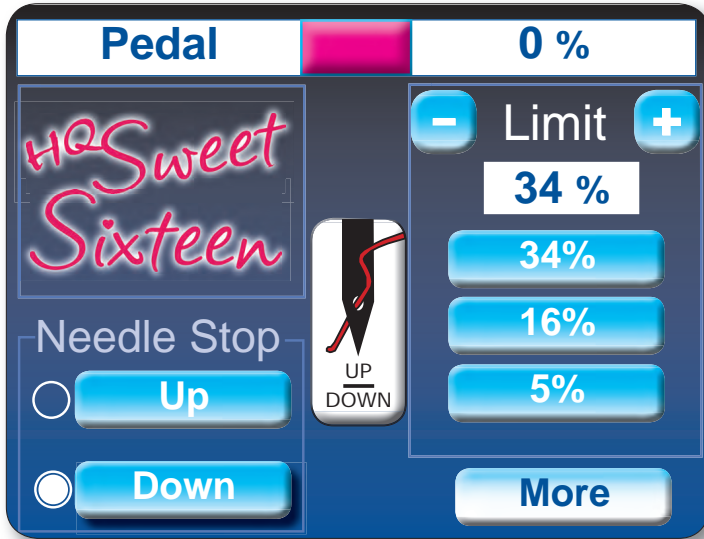 Pedal 0 %
HQ Sweet
Sixteen
- Limit +
34 %
34%
16%
5%
UP
DOWN
Needle Stop
Up
Down
More